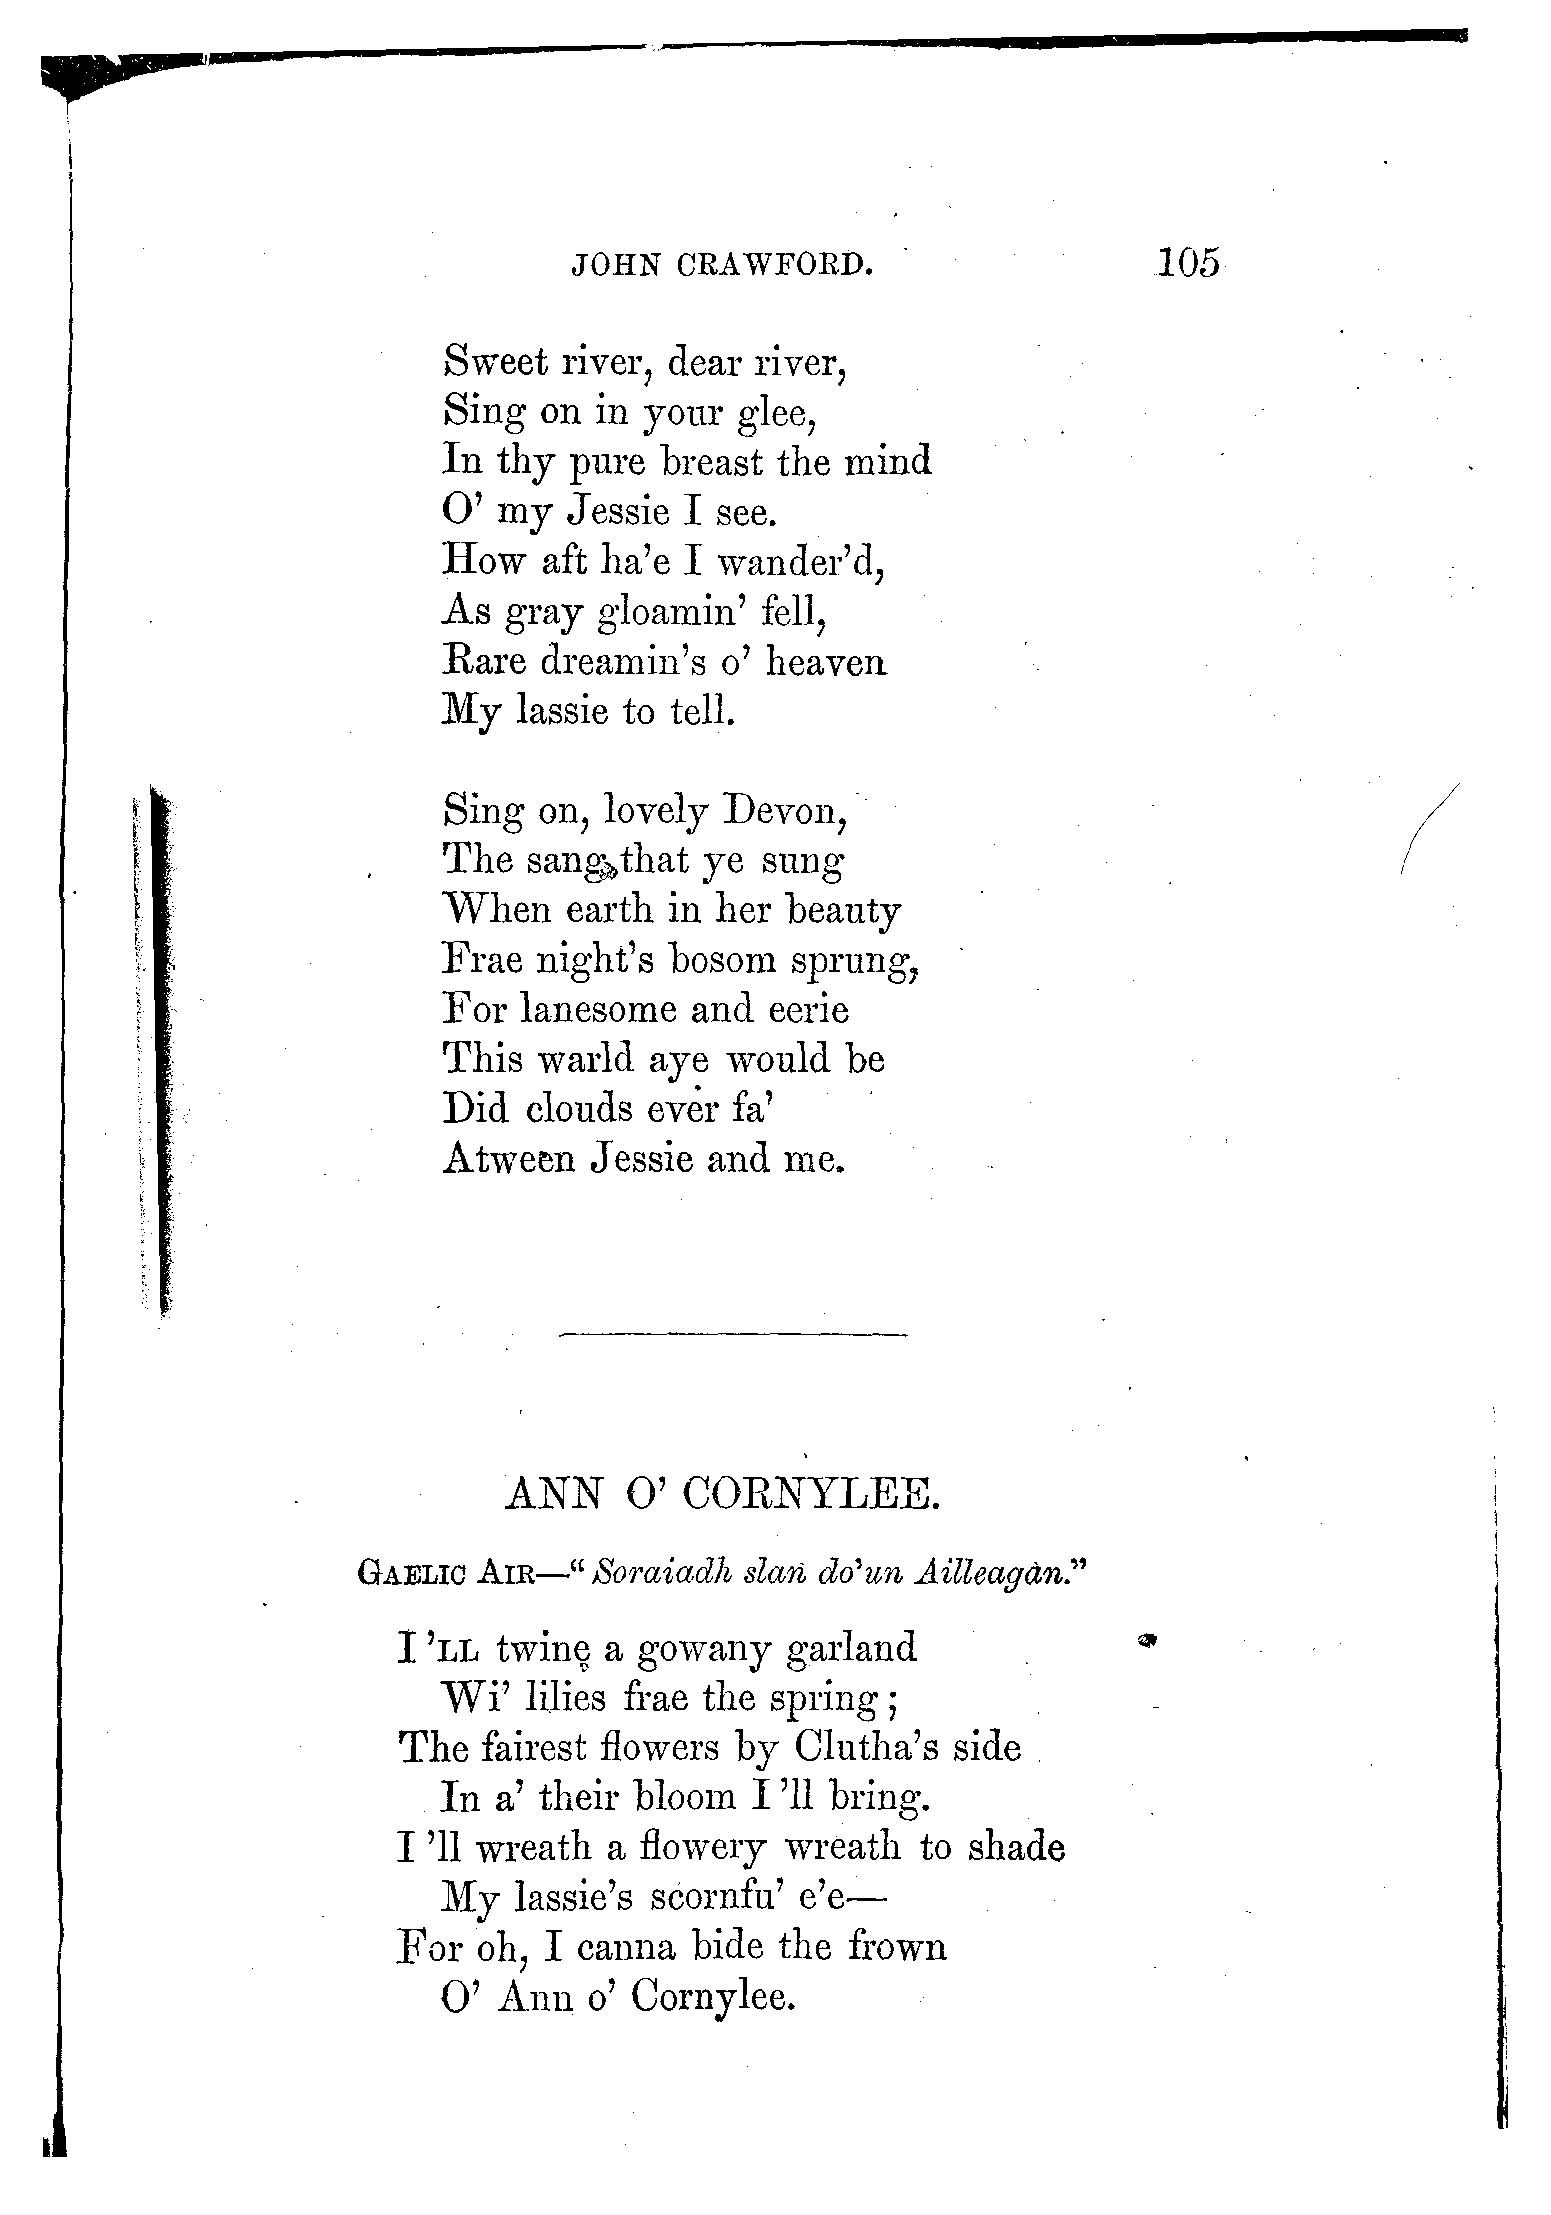 JOHN CRAWFORD. 105
Sweet river, dear river,
Sing on in your glee,
In thy pure breast the mind
O' my Jessie I see.
How aft ha'e I wander'd,
As gray gloamin' fell,
Rare dreamin's o' heaven
My lassie to tell.
Sing on, lovely Devon,
The sang that ye sung
When earth in her beauty
Frae night's bosom sprung,
For lanesome and eerie
This warld aye would be
Did clouds ever fa'
Atween Jessie and me.
ANN O' CORNYLEE.
GAELIC AIR—"Soraiadh slan do'un Ailleagàn."
I'LL twine a gowany garland
Wi' lilies frae the spring;
The fairest flowers by Clutha's side
In a' their bloom I'll bring.
I'll wreath a flowery wreath to shade
My lassie's scornfu' e'e—
For oh, I canna bide the frown
O' Ann o' Cornylee.